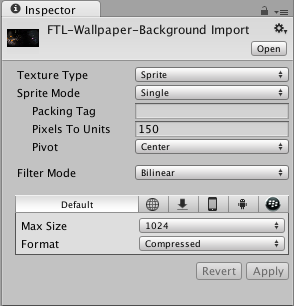 Inspector
FTL-Wallpaper-Background Import
Open
Texture Type Sprite
Sprite Mode Single
Packing Tag
Pixels To Units 150
Pivot Center
Filter Mode Bilinear
Default
Max Size 1024
Format Compressed
Revert Apply